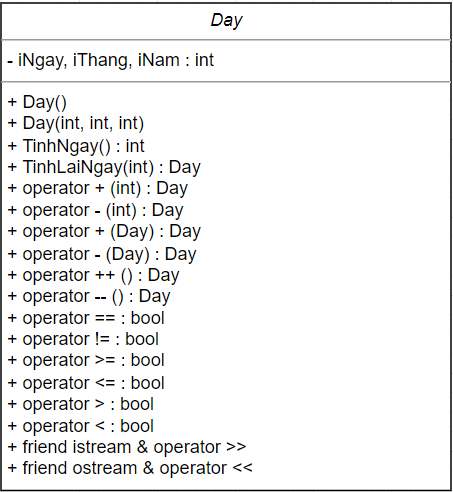 Day
- iNgay, iThang, iNam : int
+ Day()
+ Day(int, int, int)
+ TinhNgay() : int
+ TinhLaiNgay(int) : Day
+ operator + (int) : Day
+ operator - (int) : Day
+ operator + (Day) : Day
+ operator - (Day) : Day
+ operator ++ () : Day
+ operator -- () : Day
+ operator == : bool
+ operator != : bool
+ operator >= : bool
+ operator <= : bool
+ operator > : bool
+ operator < : bool
+ friend istream & operator >>
+ friend ostream & operator <<